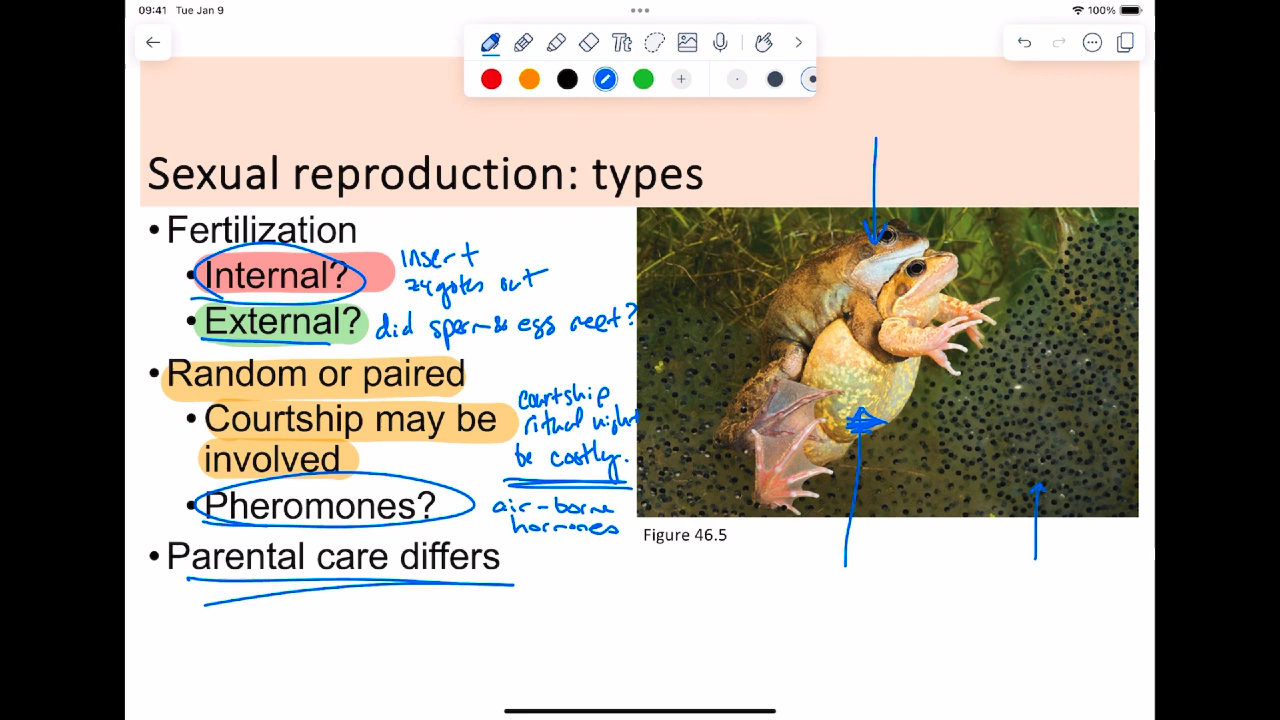 09:41 Tue Jan 9
100%
Tt
Sexual reproduction: types
• Fertilization
• Internal?
insert
zygotes out
• External?
did sperm & egg meet?
• Random or paired
• Courtship may be
involved
courtship
ritual might
be costly.
• Pheromones?
air-borne
hormones
• Parental care differs
Figure 46.5